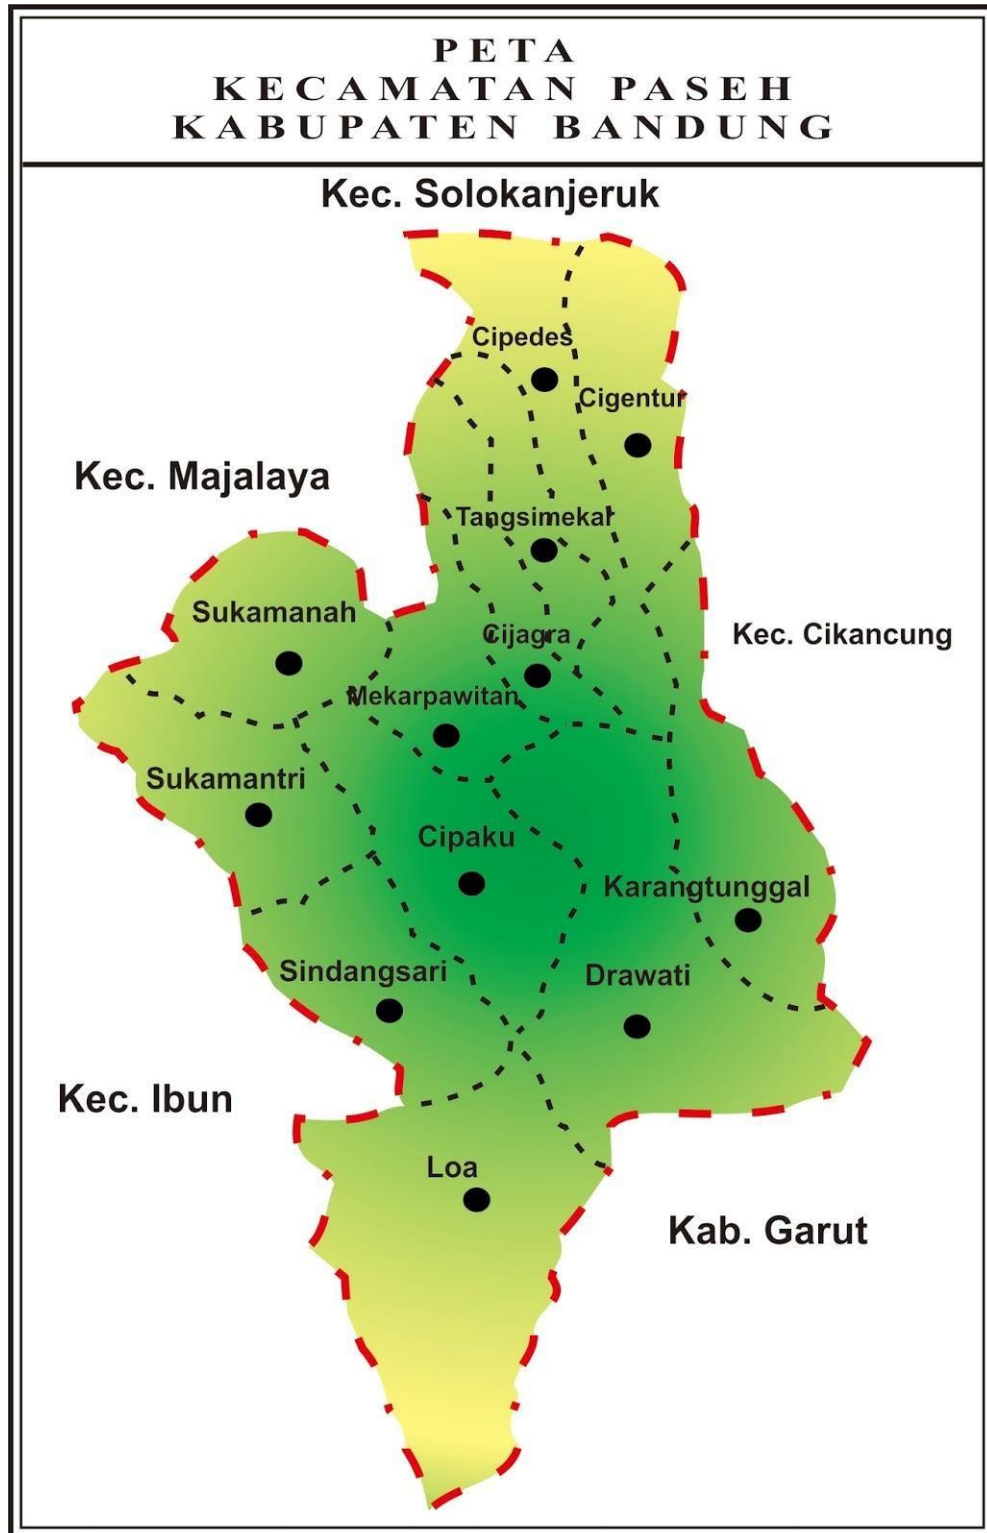 PETA
KECAMATAN PASEH
KABUPATEN BANDUNG
Kec. Solokanjeruk
Cipedes
Cigentur
Kec. Majalaya
Tangsimekar
Sukamanah
Cijagra
Kec. Cikancung
Mekarpawitan
Sukamantri
Cipaku
Karangtunggal
Sindangsari
Drawati
Kec. Ibun
Loa
Kab. Garut